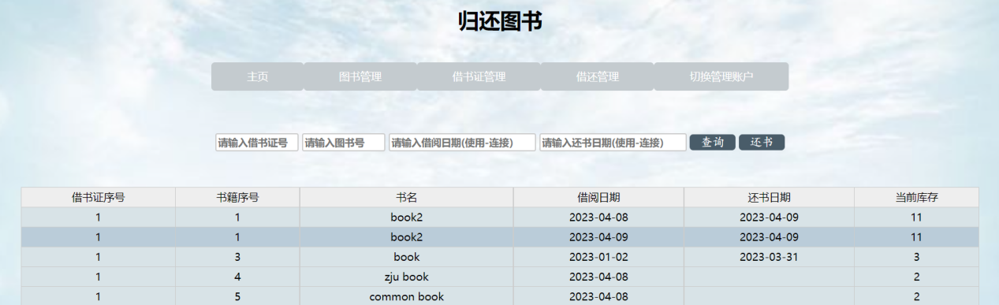 归还图书
主页 图书管理 借书证管理 借还管理 切换管理账户
请输入借书证号 请输入图书号 请输入借阅日期(使用-连接) 请输入还书日期(使用-连接) 查询 还书
借书证序号 书籍序号 书名 借阅日期 还书日期 当前库存
1 1 book2 2023-04-08 2023-04-09 11
1 1 book2 2023-04-09 2023-04-09 11
1 3 book 2023-01-02 2023-03-31 3
1 4 zju book 2023-04-08 2
1 5 common book 2023-04-08 2